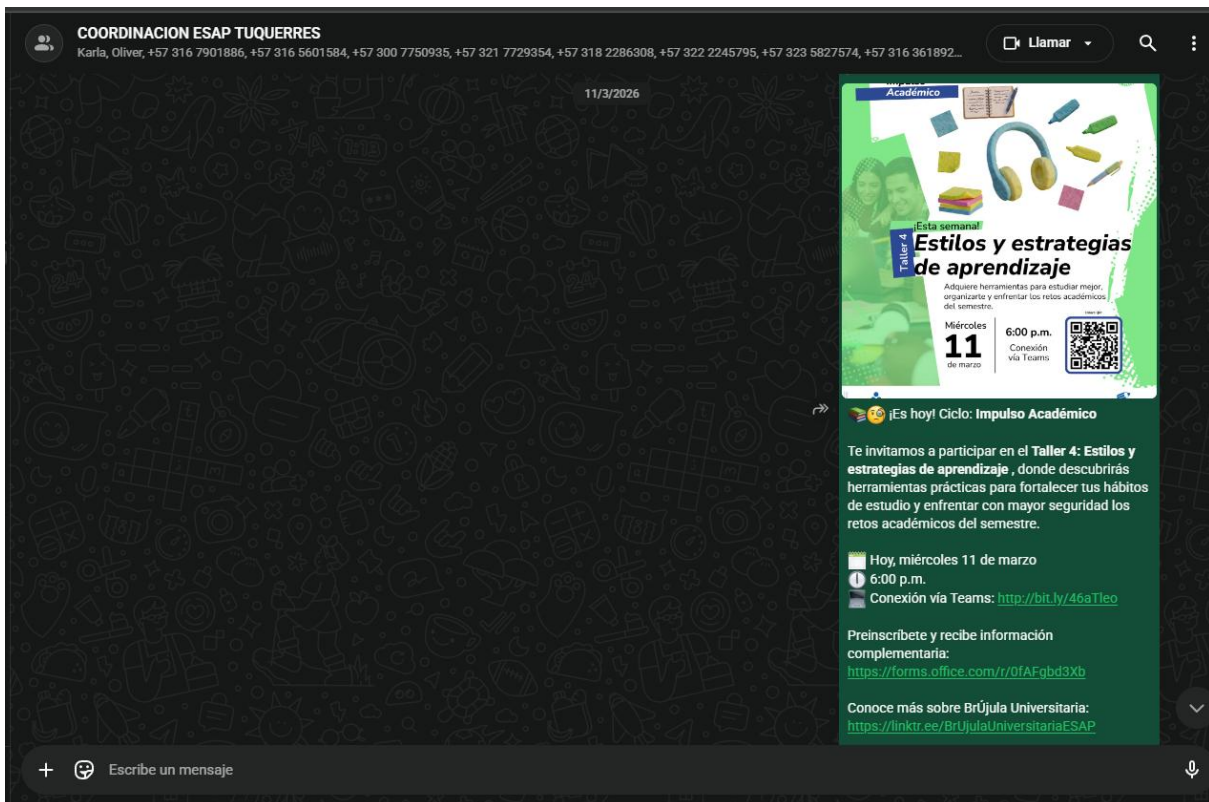 COORDINACION ESAP TUQUERRES
Karla, Oliver, +57 316 7901886, +57 316 5601584, +57 300 7750935, +57 321 7729354, +57 318 2286308, +57 322 2245795, +57 323 5827574, +57 316 361892...
Llamar
11/3/2026
Académico
¡Esta semana!
Taller 4
Estilos y estrategias
de aprendizaje
Adquiere herramientas para estudiar mejor,
organizarte y enfrentar los retos académicos
del semestre.
Miércoles
11
de marzo
6:00 p.m.
Conexión
vía Teams
¡Es hoy! Ciclo: Impulso Académico
Te invitamos a participar en el Taller 4: Estilos y
estrategias de aprendizaje , donde descubrirás
herramientas prácticas para fortalecer tus hábitos
de estudio y enfrentar con mayor seguridad los
retos académicos del semestre.
Hoy, miércoles 11 de marzo
6:00 p.m.
Conexión vía Teams: http://bit.ly/46aTleo
Preinscríbete y recibe información
complementaria:
https://forms.office.com/r/0fAFgbd3Xb
Conoce más sobre BrÚjula Universitaria:
https://linktr.ee/BrUjulaUniversitariaESAP
Escribe un mensaje